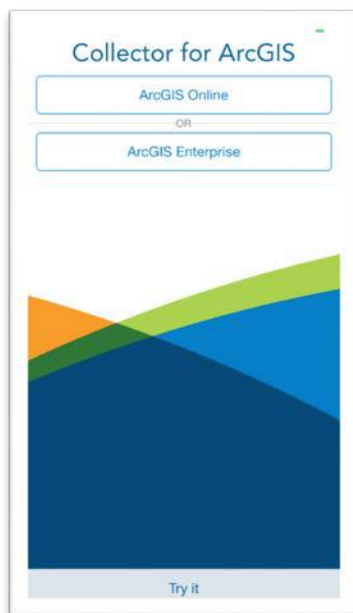 Collector for ArcGIS
ArcGIS Online
OR
ArcGIS Enterprise
Try it